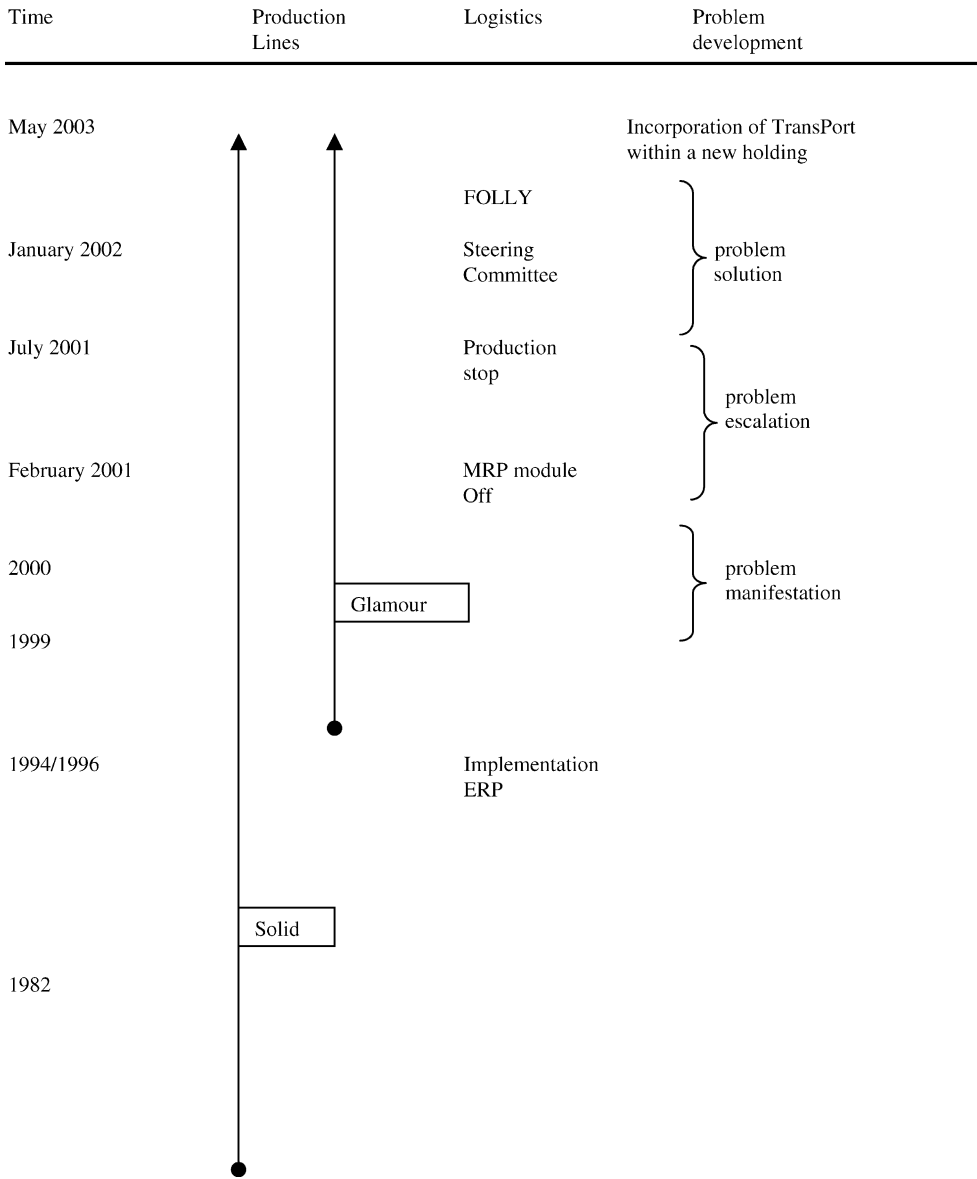 Time
Production
Lines
Logistics
Problem
development
May 2003
Incorporation of TransPort
within a new holding
FOLLY
January 2002
Steering
Committee
problem
solution
July 2001
Production
stop
problem
escalation
February 2001
MRP module
Off
2000
problem
manifestation
Glamour
1999
1994/1996
Implementation
ERP
Solid
1982